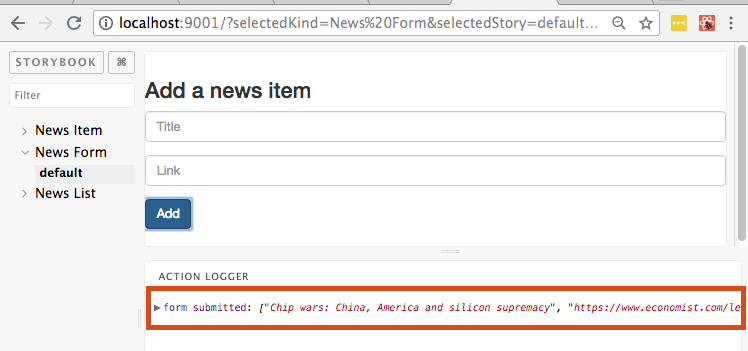 localhost:9001/?selectedKind=News%20Form&selectedStory=default...
STORYBOOK ⌘
Filter
News Item
News Form
default
News List
Add a news item
Title
Link
Add
ACTION LOGGER
form submitted: ["Chip wars: China, America and silicon supremacy", "https://www.economist.com/le